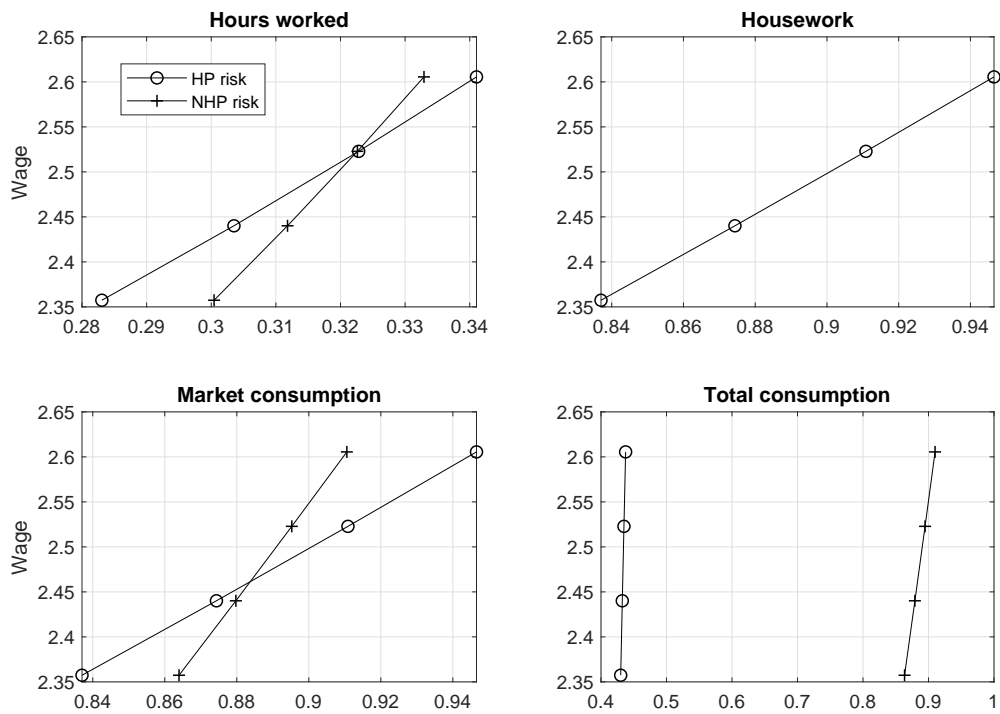 Hours worked
2.65
2.6
2.55
2.5
2.45
2.4
2.35
Wage
HP risk
NHP risk
0.28 0.29 0.3 0.31 0.32 0.33 0.34
Housework
2.65
2.6
2.55
2.5
2.45
2.4
2.35
0.84 0.86 0.88 0.9 0.92 0.94
Market consumption
2.65
2.6
2.55
2.5
2.45
2.4
2.35
Wage
0.84 0.86 0.88 0.9 0.92 0.94
Total consumption
2.65
2.6
2.55
2.5
2.45
2.4
2.35
0.4 0.5 0.6 0.7 0.8 0.9 1